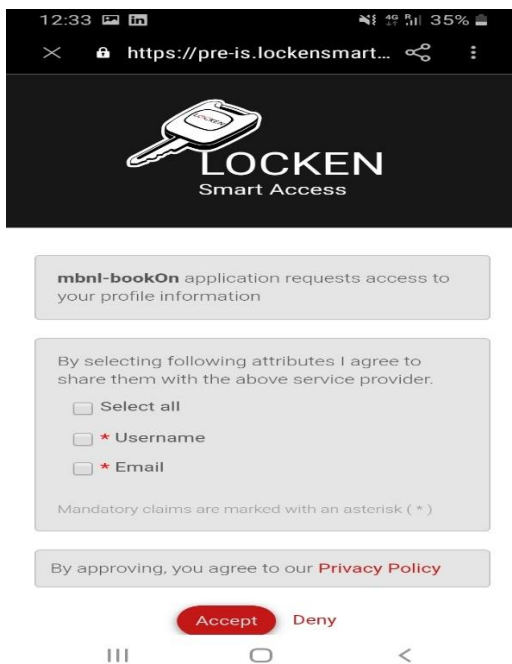 12:33 in 4G R 35%
https://pre-is.lockensmart...
LOCKEN
LOCKEN
Smart Access
mbnl-bookOn application requests access to
your profile information
By selecting following attributes I agree to
share them with the above service provider.
Select all
* Username
* Email
Mandatory claims are marked with an asterisk ( * )
By approving, you agree to our Privacy Policy
Accept Deny